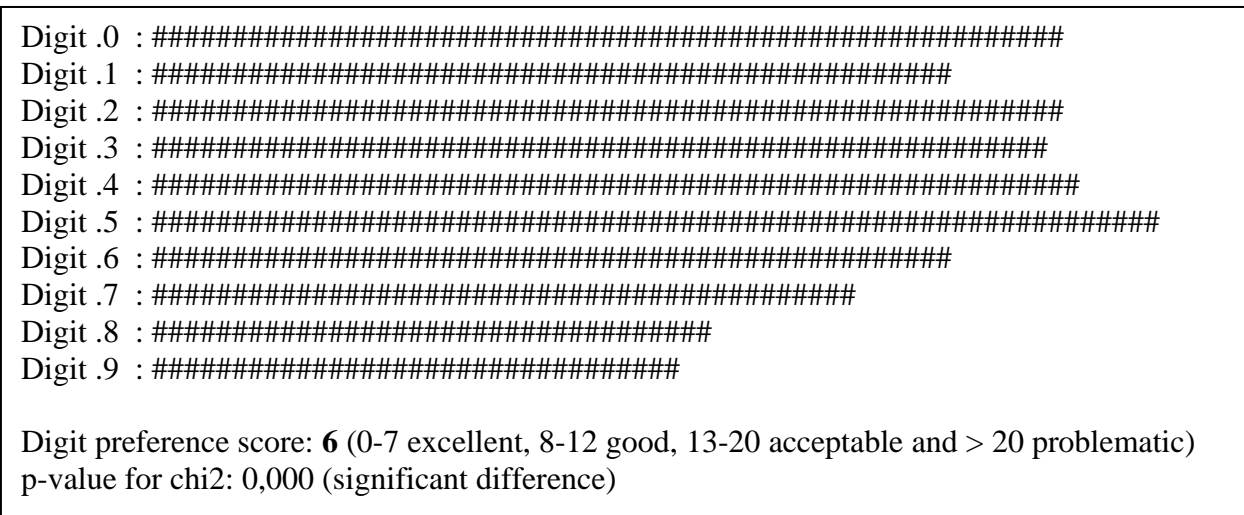 Digit .0 : #########################################################
Digit .1 : ##################################################
Digit .2 : #########################################################
Digit .3 : ########################################################
Digit .4 : ##########################################################
Digit .5 : ###############################################################
Digit .6 : ##################################################
Digit .7 : ############################################
Digit .8 : ###################################
Digit .9 : #################################
Digit preference score: 6 (0-7 excellent, 8-12 good, 13-20 acceptable and > 20 problematic)
p-value for chi2: 0,000 (significant difference)